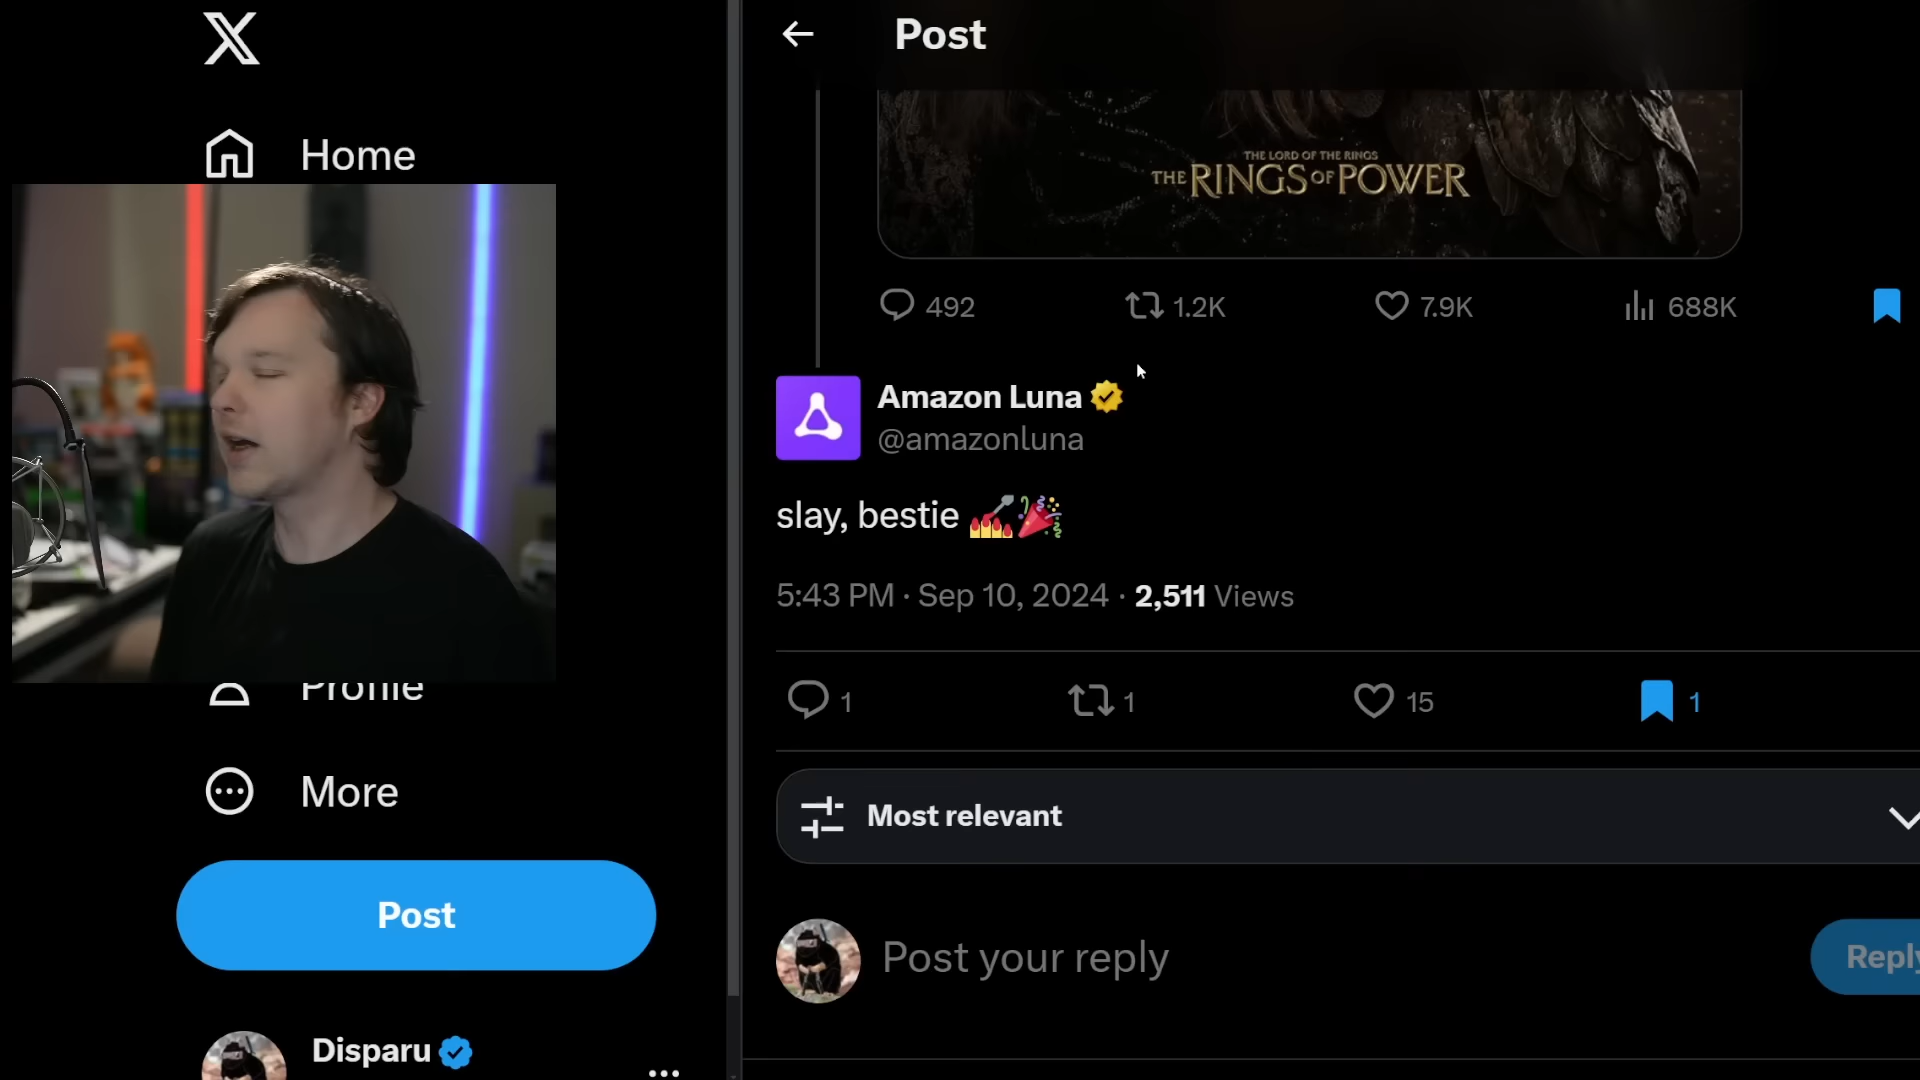 Home
Profile
More
Post
Disparu
Post
THE LORD OF THE RINGS
THE RINGS OF POWER
492 1.2K 7.9K 688K
Amazon Luna
@amazonluna
slay, bestie 💅🎉
5:43 PM · Sep 10, 2024 · 2,511 Views
1 1 15 1
Most relevant
Post your reply
Reply